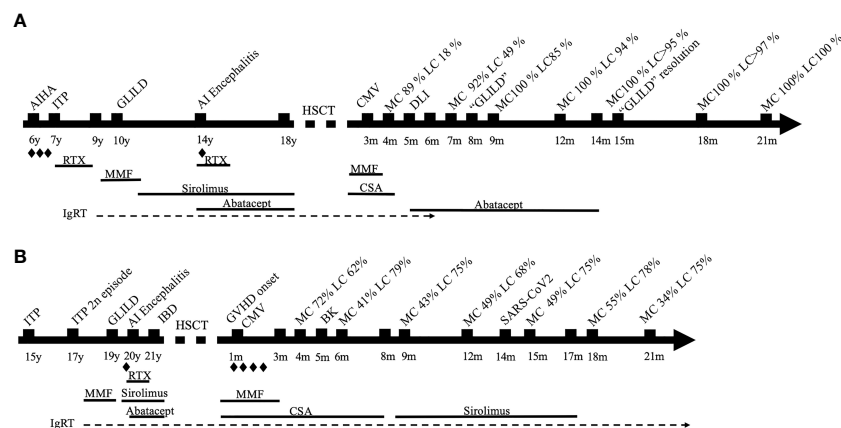 A
AIHA
ITP
GLILD
AI Encephalitis
HSCT
CMV
MC 89 % LC 18 %
DLI
MC 92% LC 49 %
“GLILD”
MC100 % LC85 %
MC 100 % LC 94 %
MC100 % LC>95 %
“GLILD” resolution
MC100 % LC>97 %
MC 100% LC100 %
6y 7y 9y 10y 14y 18y 3m 4m 5m 6m 7m 8m 9m 12m 14m 15m 18m 21m
RTX RTX
MMF MMF
Sirolimus CSA
Abatacept Abatacept
IgRT
B
ITP
ITP 2n episode
GLILD
AI Encephalitis
IBD
HSCT
GVHD onset
CMV
MC 72% LC 62%
BK
MC 41% LC 79%
MC 43% LC 75%
MC 49% LC 68%
SARS-CoV2
MC 49% LC 75%
MC 55% LC 78%
MC 34% LC 75%
15y 17y 19y 20y 21y 1m 3m 4m 5m 6m 8m 9m 12m 14m 15m 17m 18m 21m
RTX
MMF Sirolimus MMF
Abatacept CSA Sirolimus
IgRT